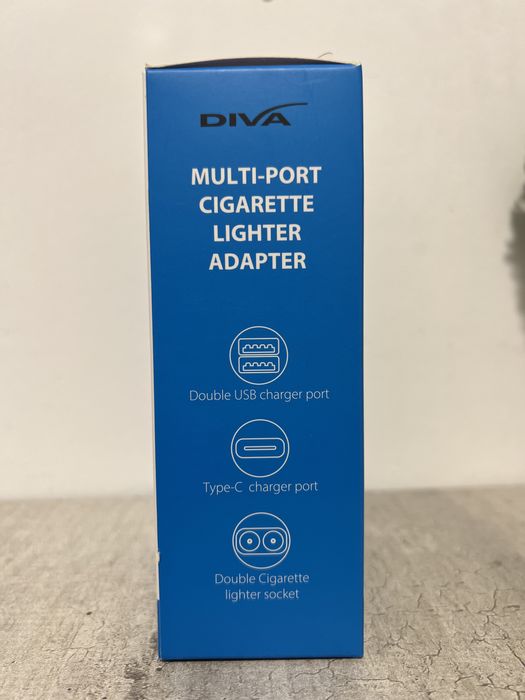 DIVA
MULTI-PORT
CIGARETTE
LIGHTER
ADAPTER
Double USB charger port
Type-C charger port
Double Cigarette
lighter socket